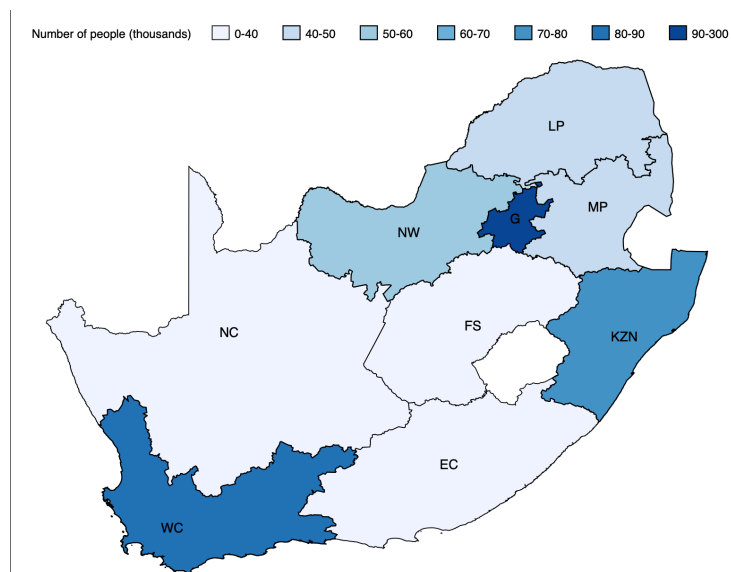 Number of people (thousands) 0-40 40-50 50-60 60-70 70-80 80-90 90-300
LP
MP
G
NW
NC
FS
KZN
EC
WC